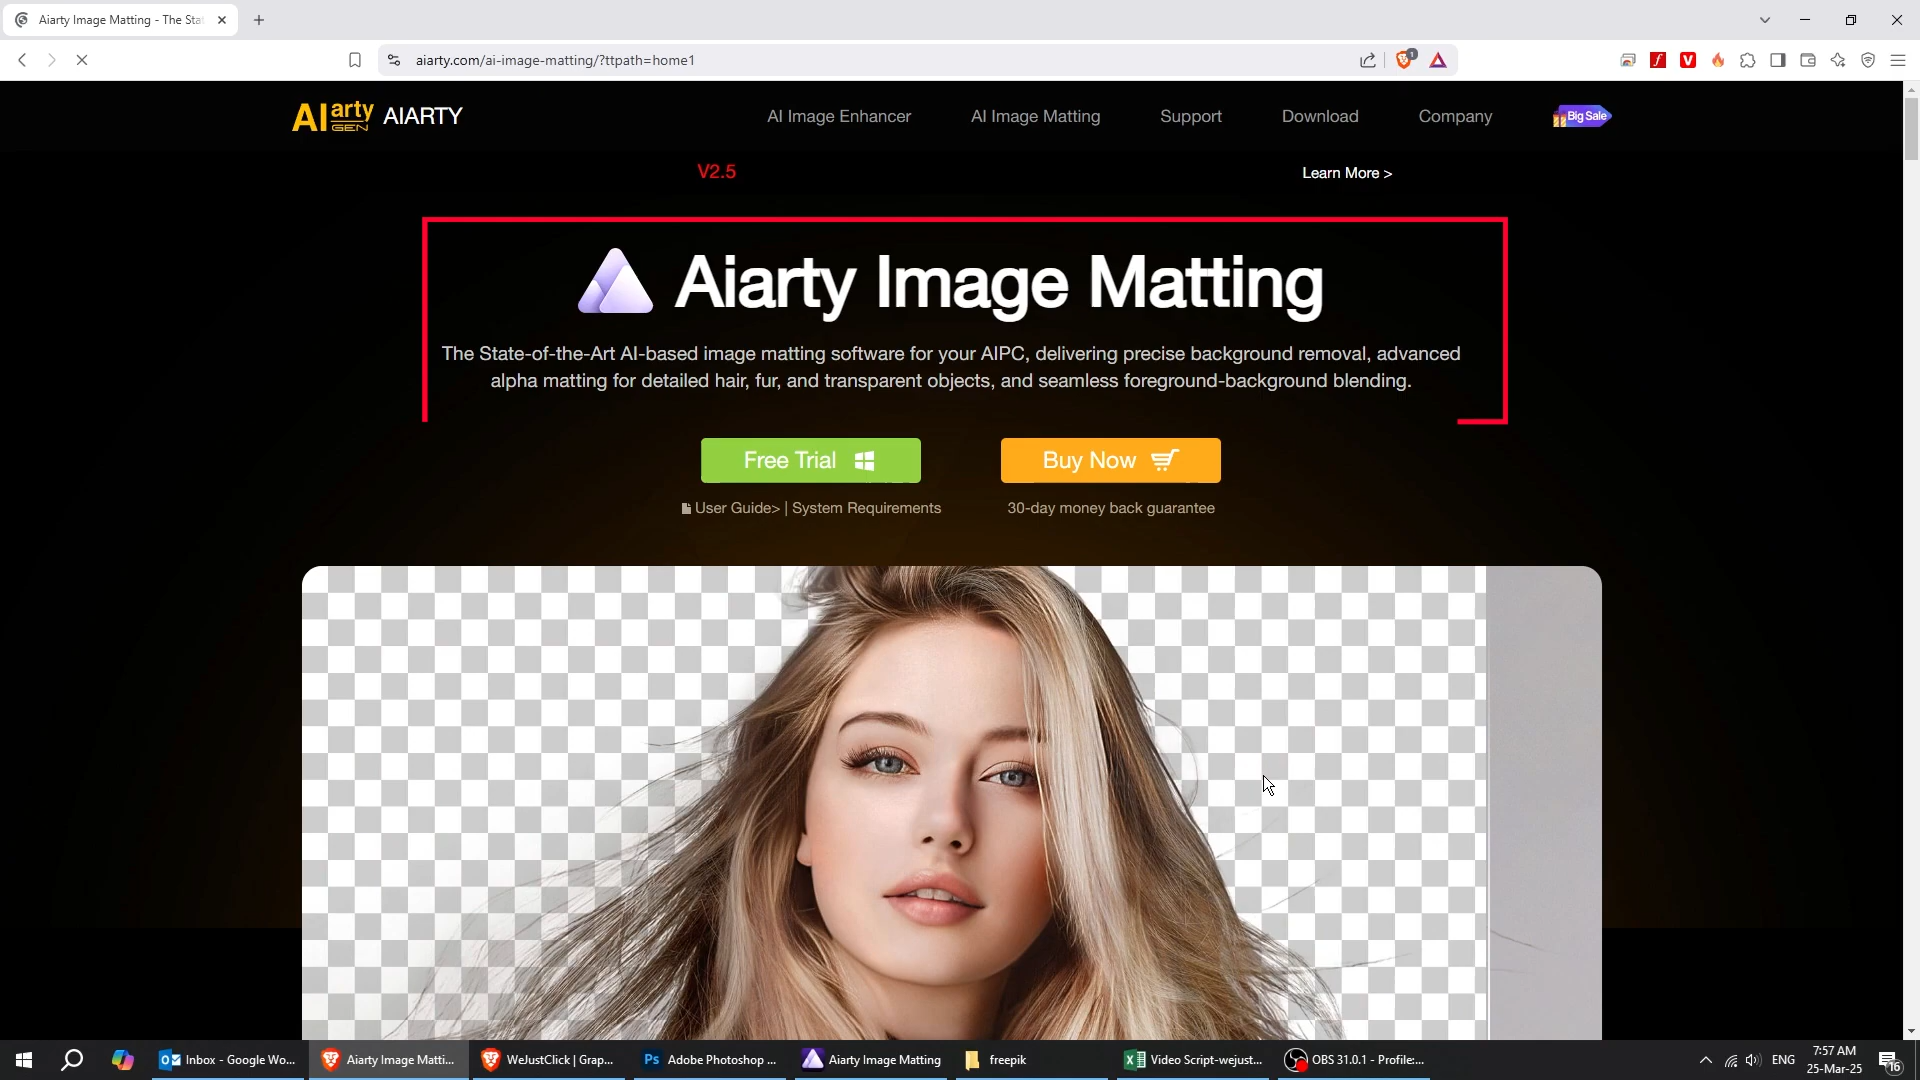 Aiarty Image Matting - The Sta
aiarty.com/ai-image-matting/?ttpath=home1
1
AI arty GEN AIARTY
AI Image Enhancer
AI Image Matting
Support
Download
Company
Big Sale
V2.5
Learn More >
Aiarty Image Matting
The State-of-the-Art AI-based image matting software for your AIPC, delivering precise background removal, advanced
alpha matting for detailed hair, fur, and transparent objects, and seamless foreground-background blending.
Free Trial
Buy Now
User Guide> | System Requirements
30-day money back guarantee
Inbox - Google Wo...
Aiarty Image Matti...
WeJustClick | Grap...
Ps Adobe Photoshop ...
Aiarty Image Matting
freepik
Video Script-wejust...
OBS 31.0.1 - Profile:...
ENG
7:57 AM
25-Mar-25
16